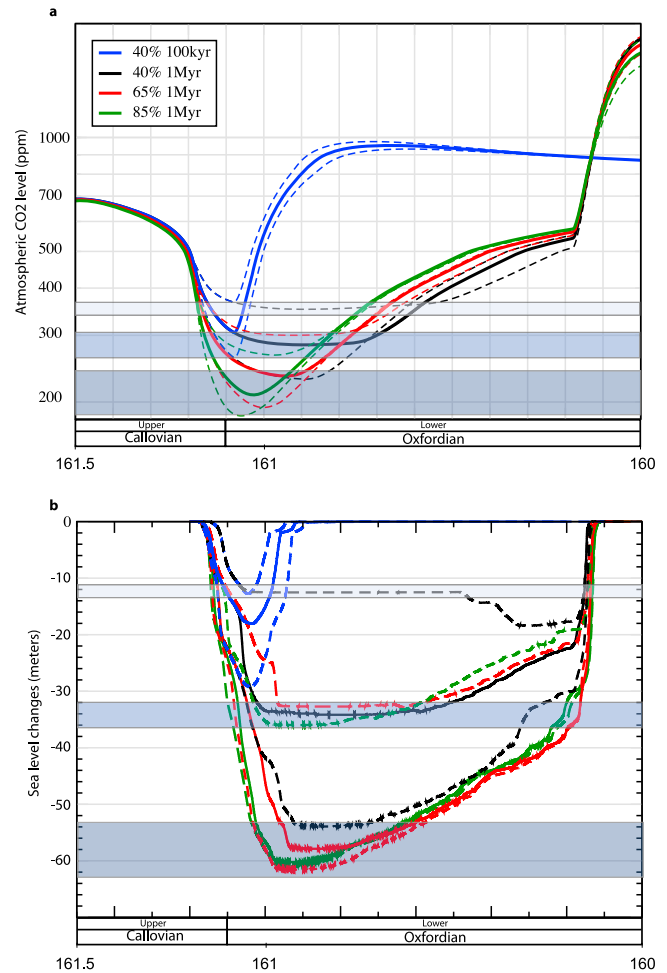 a
Atmospheric CO2 level (ppm)
40% 100kyr
40% 1Myr
65% 1Myr
85% 1Myr
1000
700
500
400
300
200
Upper
Lower
Callovian
Oxfordian
161.5
161
160
b
Sea level changes (meters)
0
-10
-20
-30
-40
-50
-60
Upper
Lower
Callovian
Oxfordian
161.5
161
160